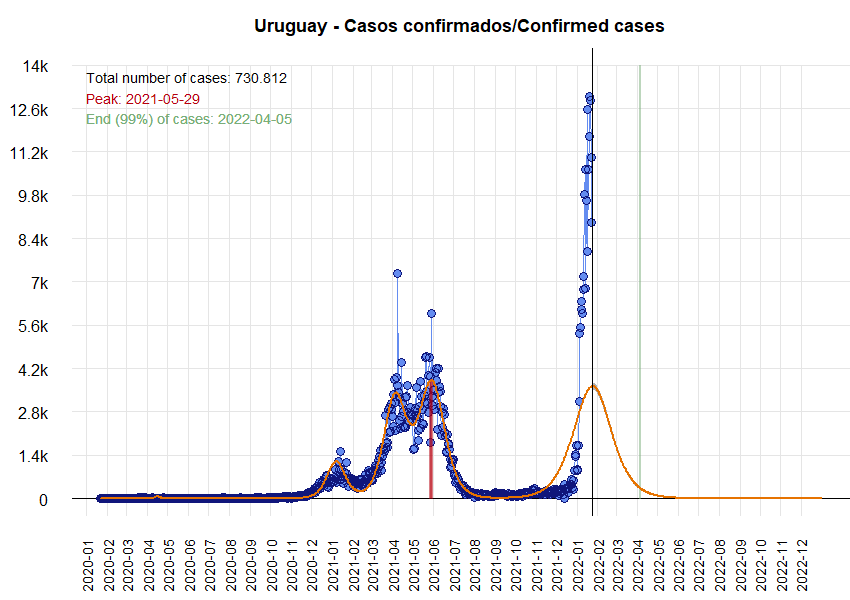 Uruguay - Casos confirmados/Confirmed cases
Total number of cases: 730.812
Peak: 2021-05-29
End (99%) of cases: 2022-04-05
14k
12.6k
11.2k
9.8k
8.4k
7k
5.6k
4.2k
2.8k
1.4k
0
2020-01
2020-02
2020-03
2020-04
2020-05
2020-06
2020-07
2020-08
2020-09
2020-10
2020-11
2020-12
2021-01
2021-02
2021-03
2021-04
2021-05
2021-06
2021-07
2021-08
2021-09
2021-10
2021-11
2021-12
2022-01
2022-02
2022-03
2022-04
2022-05
2022-06
2022-07
2022-08
2022-09
2022-10
2022-11
2022-12